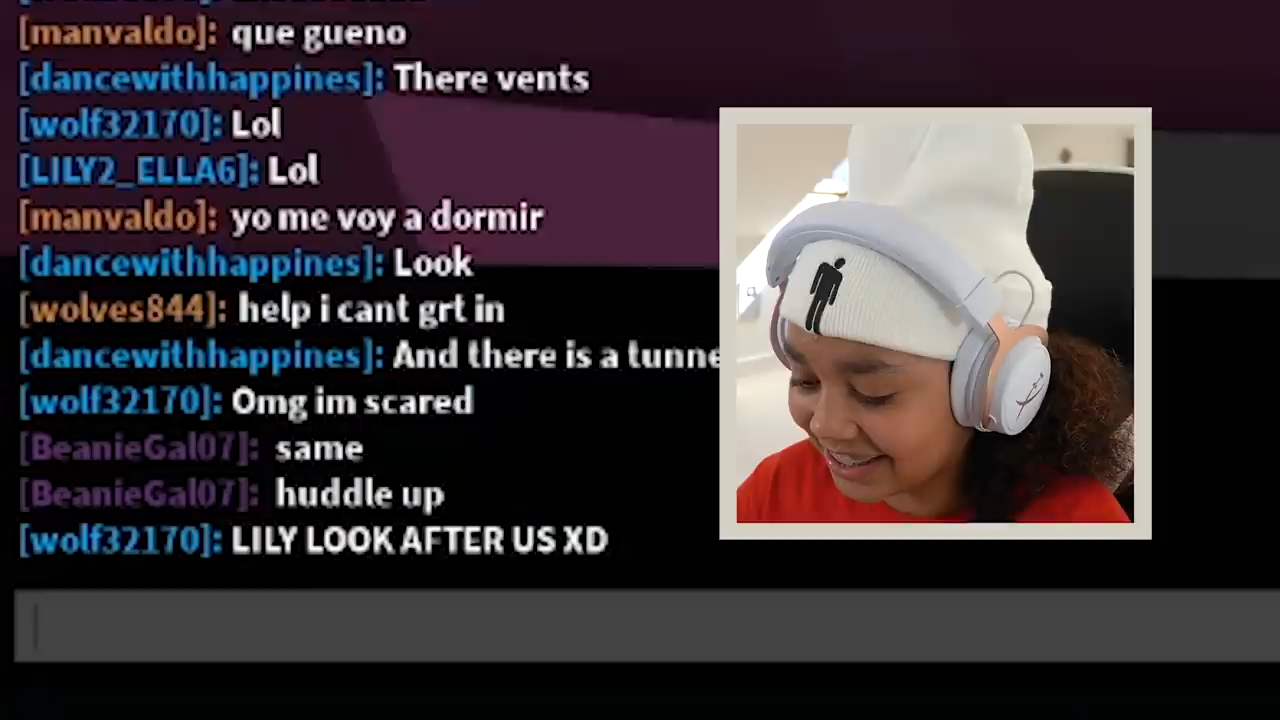 [manvaldo]: que gueno
[dancewithhappines]: There vents
[wolf32170]: Lol
[LILY2_ELLA6]: Lol
[manvaldo]: yo me voy a dormir
[dancewithhappines]: Look
[wolves844]: help i cant grt in
[dancewithhappines]: And there is a tunne
[wolf32170]: Omg im scared
[BeanieGal07]: same
[BeanieGal07]: huddle up
[wolf32170]: LILY LOOK AFTER US XD